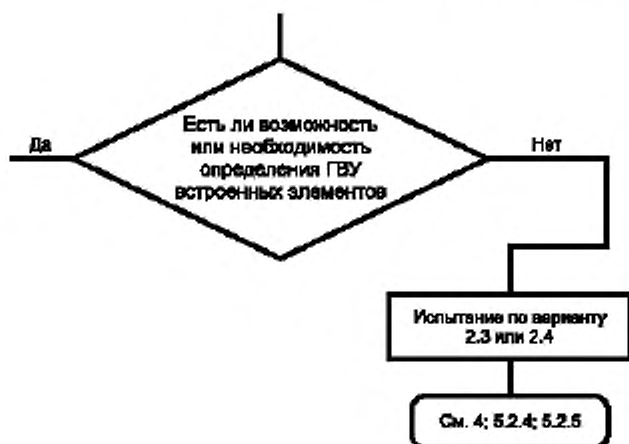 Есть ли возможность
или необходимость
Да
определения ГВУ
Нет
встроенных элементов
Испытание по варианту
2.3 или 2.4
См. 4; 5.2.4; 5.2.5